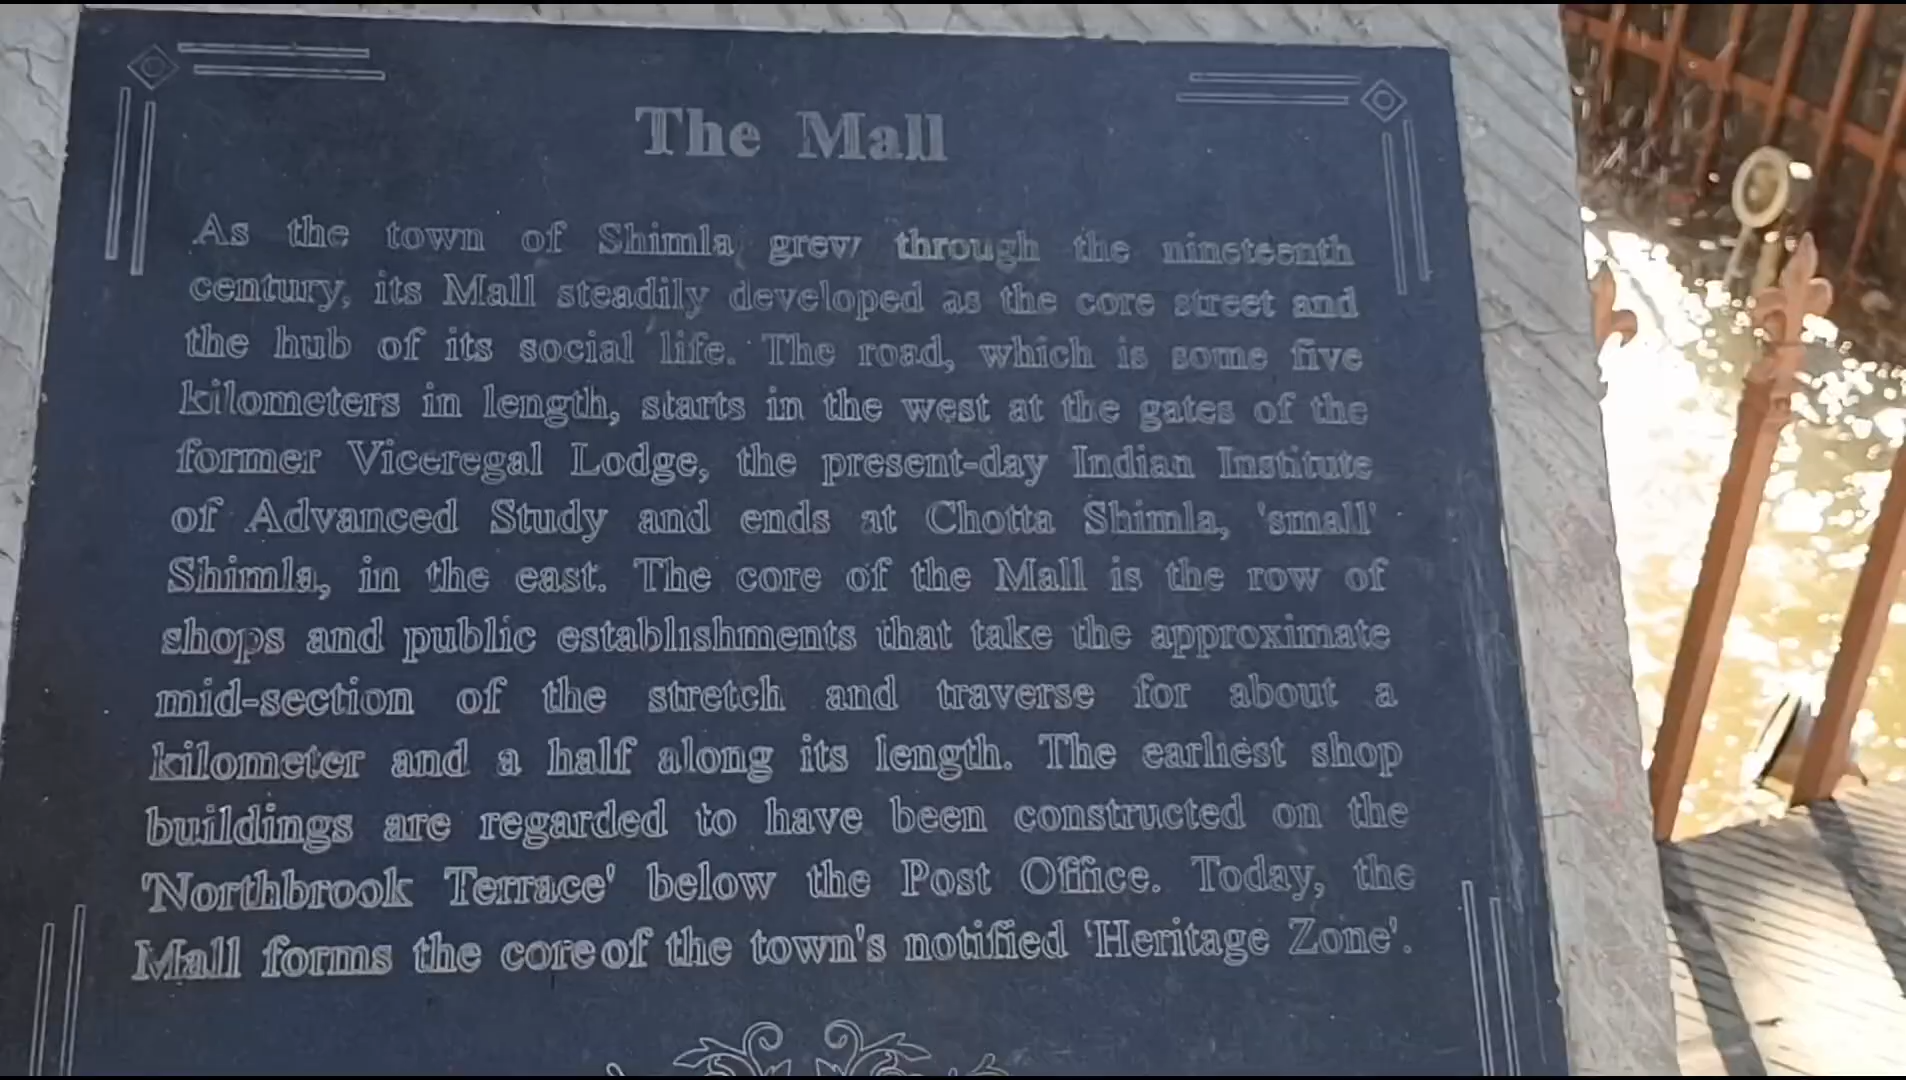 The Mall
As the town of Shimla grew through the nineteenth
century, its Mall steadily developed as the core street and
the hub of its social life. The road, which is some five
kilometers in length, starts in the west at the gates of the
former Viceregal Lodge, the present-day Indian Institute
of Advanced Study and ends at Chotta Shimla, 'small'
Shimla, in the east. The core of the Mall is the row of
shops and public establishments that take the approximate
mid-section of the stretch and traverse for about a
kilometer and a half along its length. The earliest shop
buildings are regarded to have been constructed on the
'Northbrook Terrace' below the Post Office. Today, the
Mall forms the core of the town's notified 'Heritage Zone'.